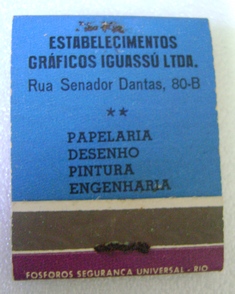 ESTABELECIMENTOS
GRÁFICOS IGUASSÚ LTDA.
Rua Senador Dantas, 80-B
**
PAPELARIA
DESENHO
PINTURA
ENGENHARIA
FOSFOROS SEGURANÇA UNIVERSAL - RIO